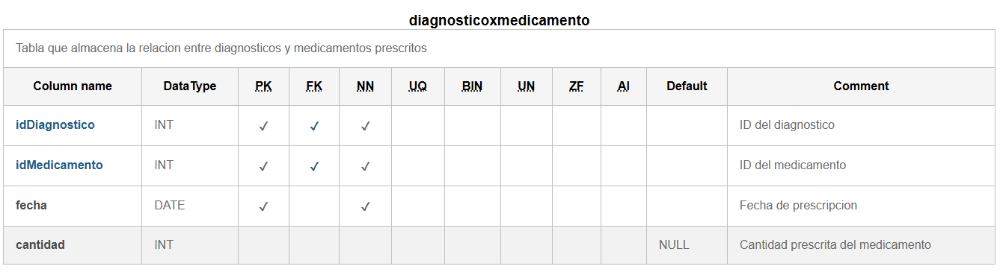 diagnosticoxmedicamento
Tabla que almacena la relacion entre diagnosticos y medicamentos prescritos
Column name DataType PK FK NN UQ BIN UN ZF AI Default Comment
idDiagnostico INT ✓ ✓ ✓ ID del diagnostico
idMedicamento INT ✓ ✓ ✓ ID del medicamento
fecha DATE ✓ ✓ Fecha de prescripcion
cantidad INT NULL Cantidad prescrita del medicamento